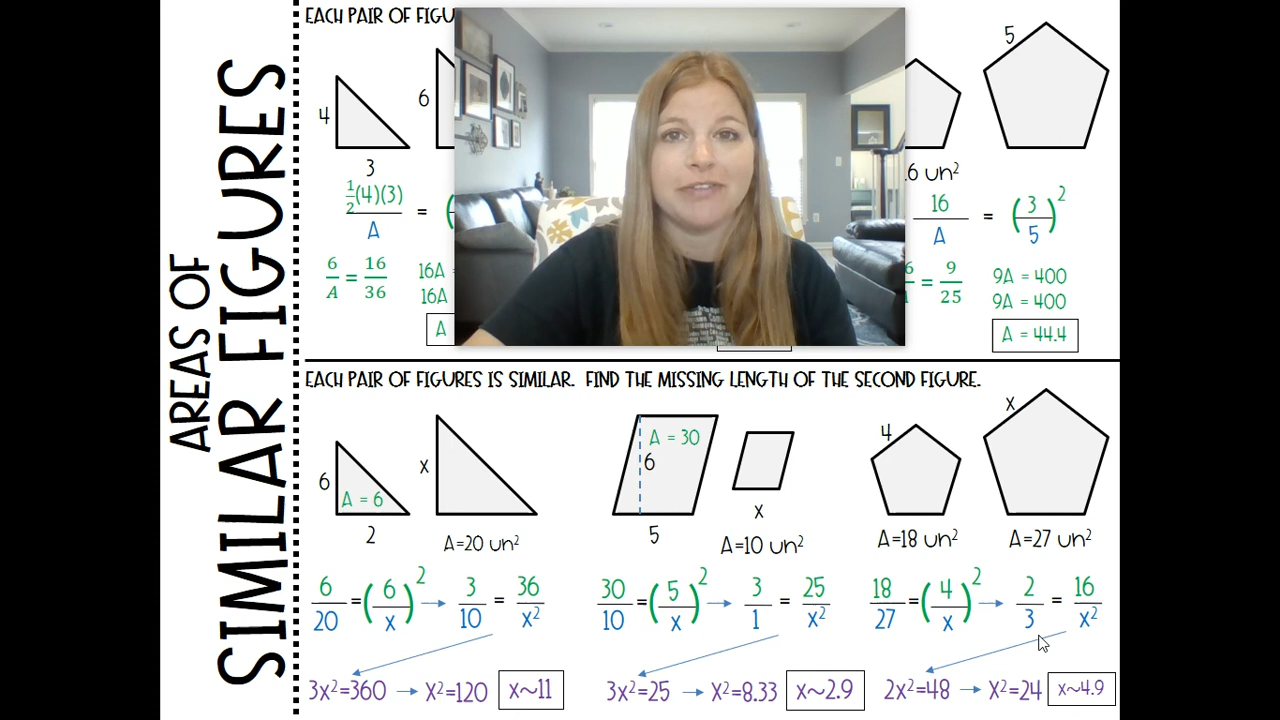 AREAS OF
SIMILAR FIGURES
EACH PAIR OF
4
3
6
½(4)(3)/A = (
6/A = 16/36
16A
16A
A
5
6 un²
16/A = (3/5)²
6/ = 9/25
9A = 400
9A = 400
A = 44.4
EACH PAIR OF FIGURES IS SIMILAR. FIND THE MISSING LENGTH OF THE SECOND FIGURE.
6
A = 6
2
x
A=20 un²
6/20 =(6/x)² → 3/10 = 36/x²
3x²=360 → X²=120 x~11
A = 30
6
5
x
A=10 un²
30/10 =(5/x)² → 3/1 = 25/x²
3x²=25 → X²=8.33 x~2.9
4
A=18 un²
x
A=27 un²
18/27 =(4/x)² → 2/3 = 16/x²
2x²=48 → X²=24 x~4.9